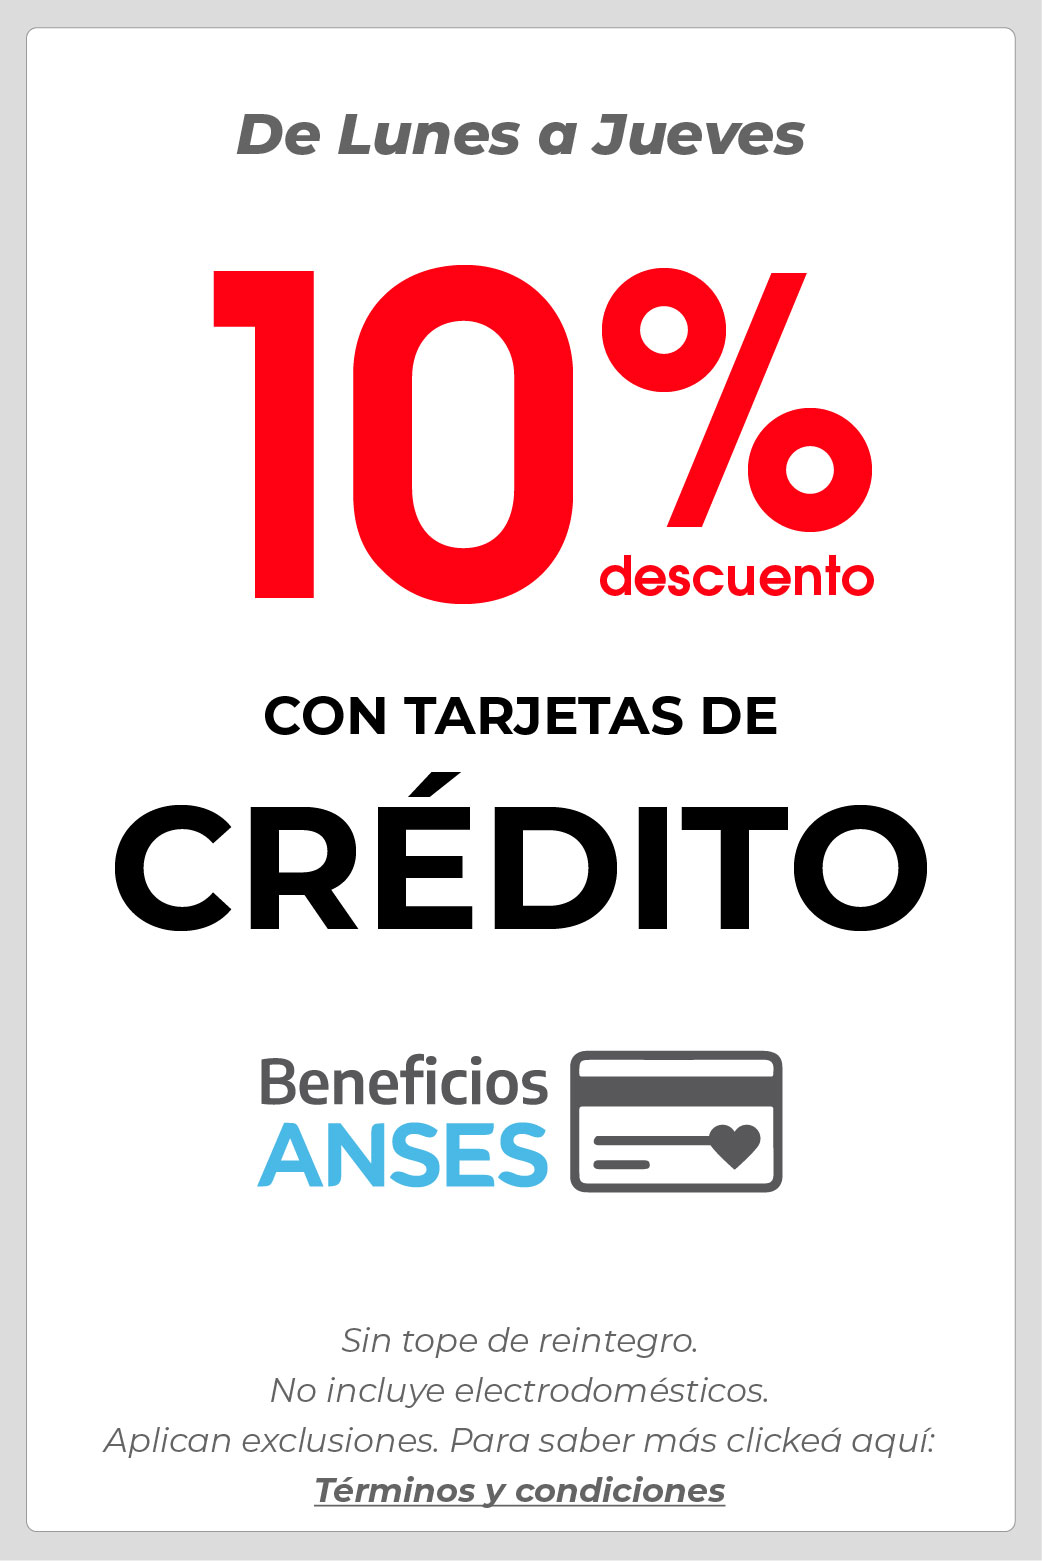 De Lunes a Jueves
10%
descuento
CON TARJETAS DE
CRÉDITO
Beneficios
ANSES
Sin tope de reintegro.
No incluye electrodomésticos.
Aplican exclusiones. Para saber más clickeá aquí:
Términos y condiciones